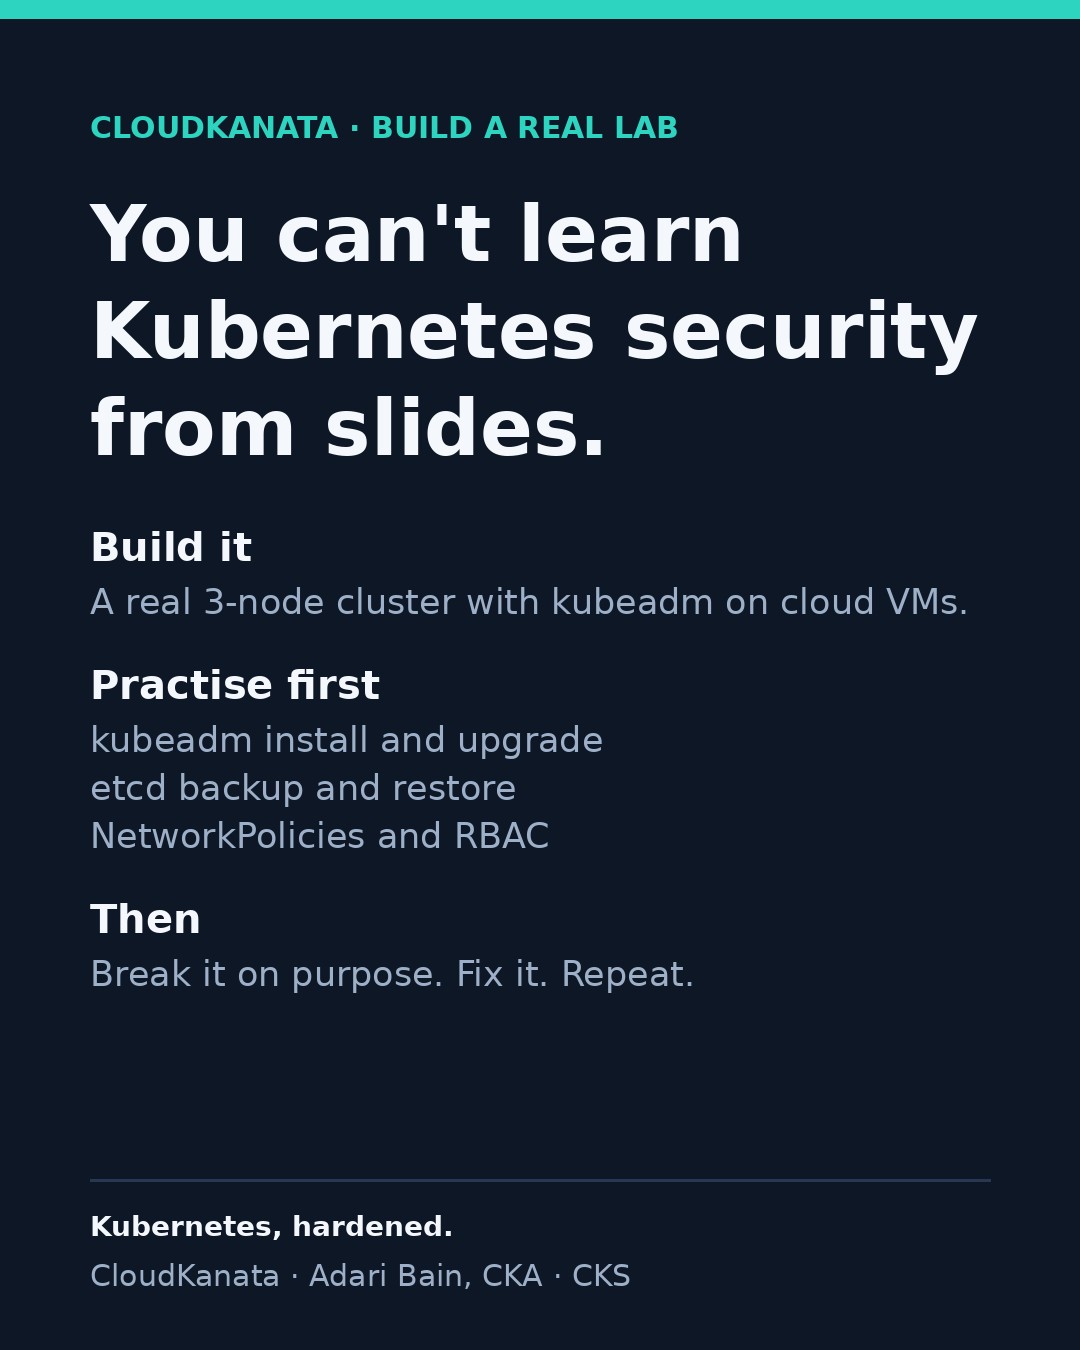 CLOUDKANATA · BUILD A REAL LAB
You can't learn
Kubernetes security
from slides.
Build it
A real 3-node cluster with kubeadm on cloud VMs.
Practise first
kubeadm install and upgrade
etcd backup and restore
NetworkPolicies and RBAC
Then
Break it on purpose. Fix it. Repeat.
Kubernetes, hardened.
CloudKanata · Adari Bain, CKA · CKS